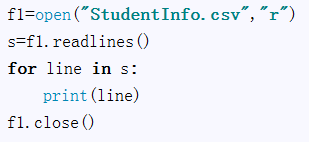 f1=open("StudentInfo.csv","r")
s=f1.readlines()
for line in s:
    print(line)
f1.close()